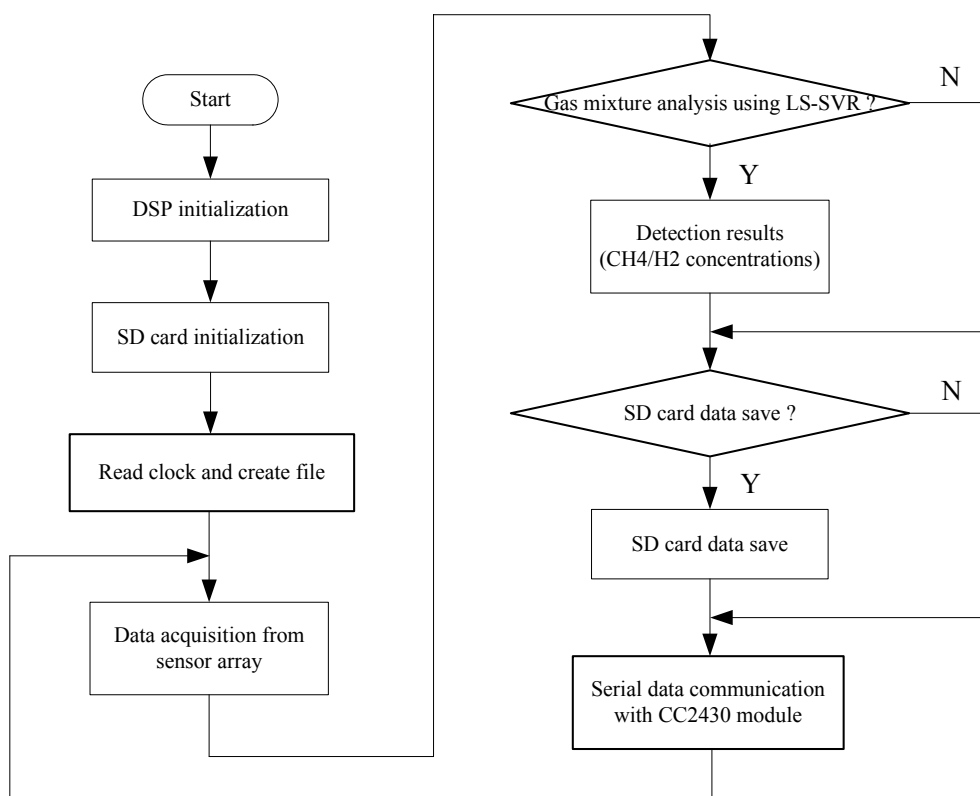 Start
DSP initialization
SD card initialization
Read clock and create file
Data acquisition from
sensor array
Gas mixture analysis using LS-SVR ?
N
Y
Detection results
(CH4/H2 concentrations)
SD card data save ?
N
Y
SD card data save
Serial data communication
with CC2430 module